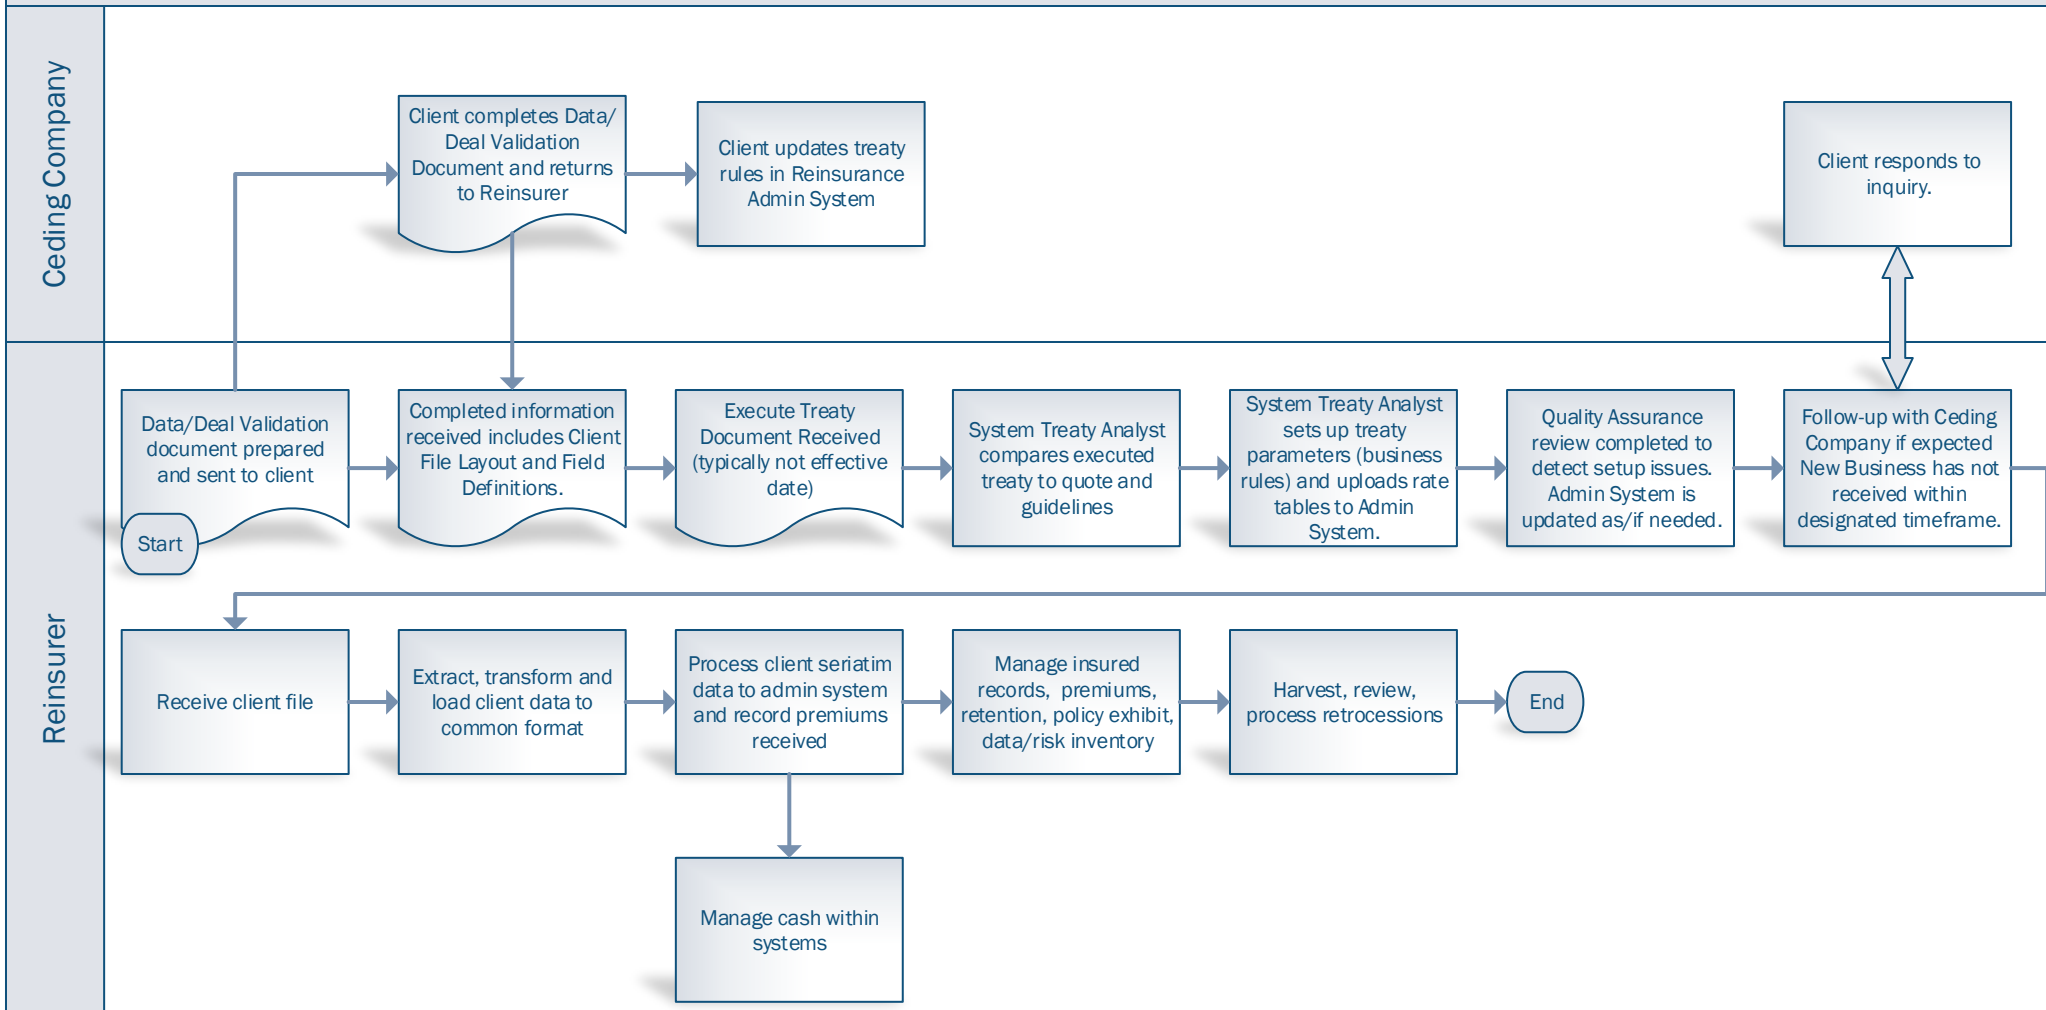 Ceding Company
Client completes Data/
Deal Validation
Document and returns
to Reinsurer
Client updates treaty
rules in Reinsurance
Admin System
Client responds to
inquiry.
Reinsurer
Data/Deal Validation
document prepared
and sent to client
Start
Completed information
received includes Client
File Layout and Field
Definitions.
Execute Treaty
Document Received
(typically not effective
date)
System Treaty Analyst
compares executed
treaty to quote and
guidelines
System Treaty Analyst
sets up treaty
parameters (business
rules) and uploads rate
tables to Admin
System.
Quality Assurance
review completed to
detect setup issues.
Admin System is
updated as/if needed.
Follow-up with Ceding
Company if expected
New Business has not
received within
designated timeframe.
Receive client file
Extract, transform and
load client data to
common format
Process client seriatim
data to admin system
and record premiums
received
Manage insured
records, premiums,
retention, policy exhibit,
data/risk inventory
Harvest, review,
process retrocessions
End
Manage cash within
systems